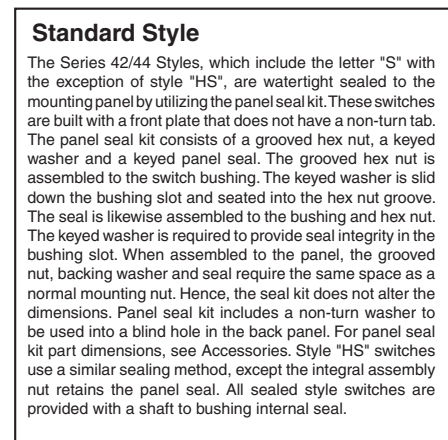 Standard Style
The Series 42/44 Styles, which include the letter "S" with
the exception of style "HS", are watertight sealed to the
mounting panel by utilizing the panel seal kit. These switches
are built with a front plate that does not have a non-turn tab.
The panel seal kit consists of a grooved hex nut, a keyed
washer and a keyed panel seal. The grooved hex nut is
assembled to the switch bushing. The keyed washer is slid
down the bushing slot and seated into the hex nut groove.
The seal is likewise assembled to the bushing and hex nut.
The keyed washer is required to provide seal integrity in the
bushing slot. When assembled to the panel, the grooved
nut, backing washer and seal require the same space as a
normal mounting nut. Hence, the seal kit does not alter the
dimensions. Panel seal kit includes a non-turn washer to
be used into a blind hole in the back panel. For panel seal
kit part dimensions, see Accessories. Style "HS" switches
use a similar sealing method, except the integral assembly
nut retains the panel seal. All sealed style switches are
provided with a shaft to bushing internal seal.